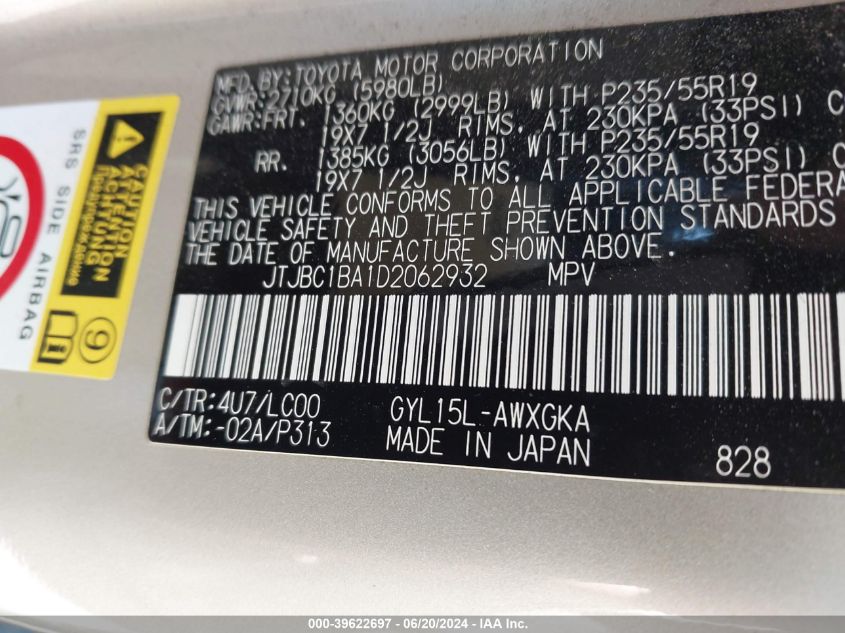 MFD.BY:TOYOTA MOTOR CORPORATION
GVWR:2710KG (5980LB)
GAWR:FRT. 1360KG (2999LB) WITH P235/55R19
19X7 1/2J RIMS, AT 230KPA (33PSI) C
RR. 1385KG (3056LB) WITH P235/55R19
19X7 1/2J RIMS, AT 230KPA (33PSI) C
THIS VEHICLE CONFORMS TO ALL APPLICABLE FEDERA
VEHICLE SAFETY AND THEFT PREVENTION STANDARDS
THE DATE OF MANUFACTURE SHOWN ABOVE.
JTJBC1BA1D2062932 MPV
C/TR:4U7/LC00 GYL15L-AWXGKA
A/TM:-02A/P313 MADE IN JAPAN 828
SRS SIDE AIRBAG
CAUTION
ATTENTION
ACHTUNG
9
000-39622697 - 06/20/2024 - IAA Inc.